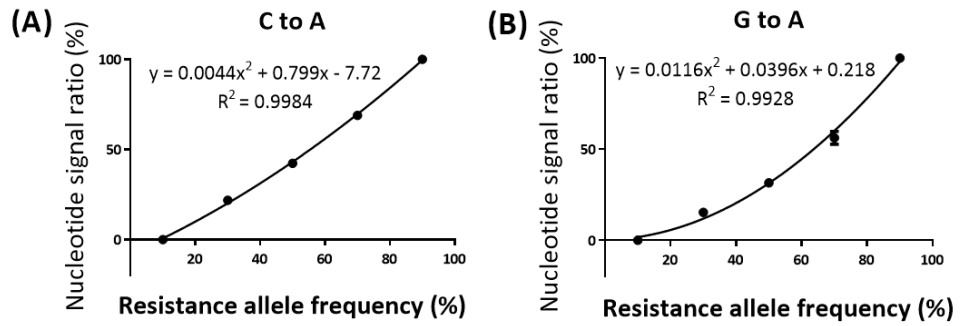 (A)
C to A
Nucleotide signal ratio (%)
100
50
0
y = 0.0044x² + 0.799x - 7.72
R² = 0.9984
20 40 60 80 100
Resistance allele frequency (%)
(B)
G to A
Nucleotide signal ratio (%)
100
50
0
y = 0.0116x² + 0.0396x + 0.218
R² = 0.9928
20 40 60 80 100
Resistance allele frequency (%)